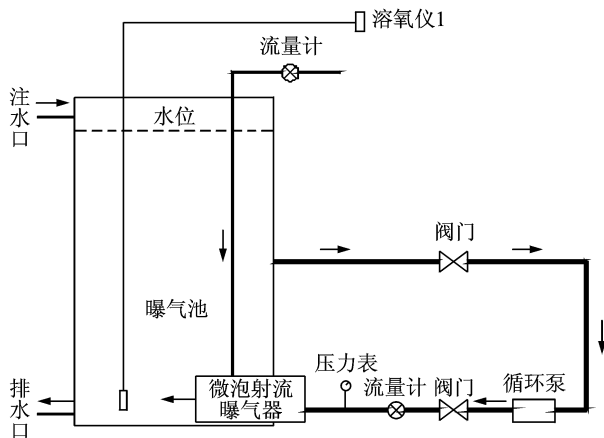 溶氧仪1
流量计
注水口
水位
阀门
曝气池
压力表
流量计
阀门
循环泵
微泡射流
曝气器
排水口